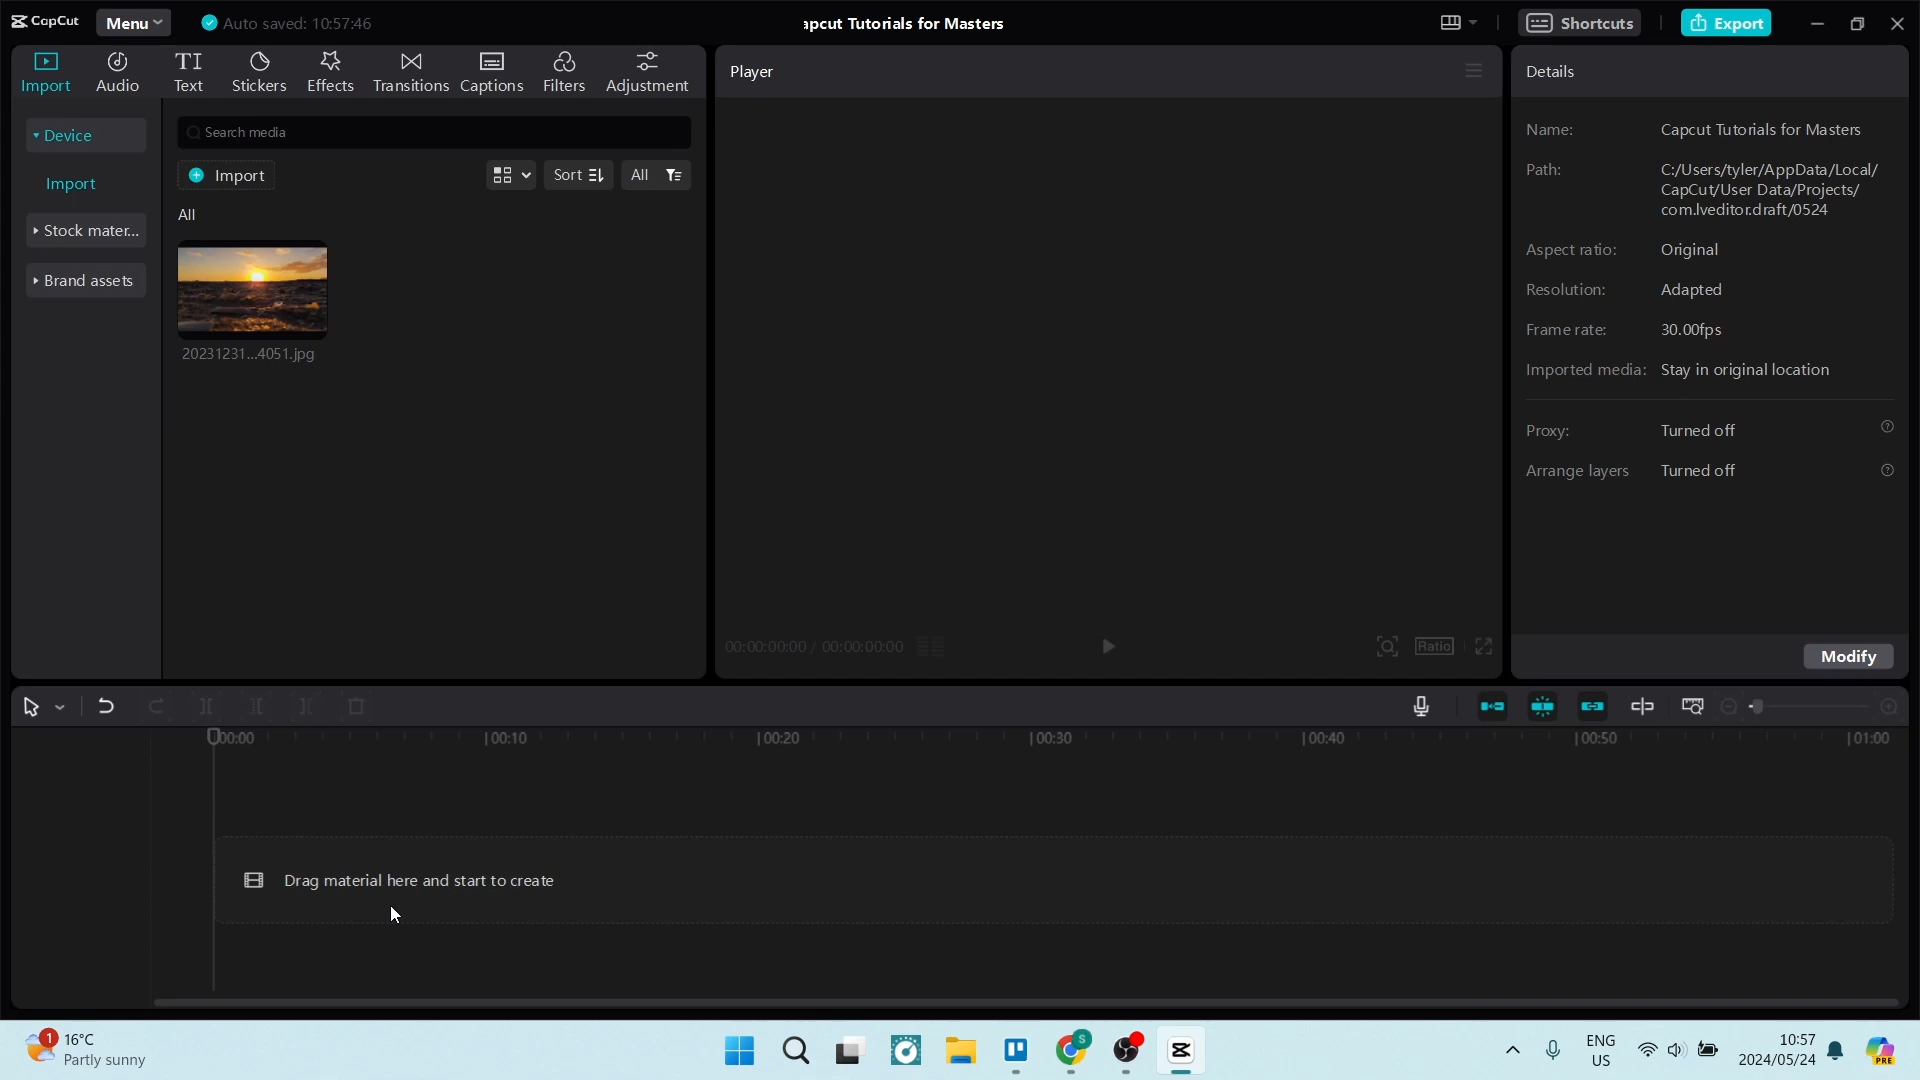 CapCut
Menu
Auto saved: 10:57:46
apcut Tutorials for Masters
Shortcuts
Export
Import
Audio
TI
Text
Stickers
Effects
Transitions
Captions
Filters
Adjustment
Player
Details
Device
Import
Stock mater...
Brand assets
Search media
Import
Sort
All
All
20231231...4051.jpg
Name:
Capcut Tutorials for Masters
Path:
C:/Users/tyler/AppData/Local/
CapCut/User Data/Projects/
com.lveditor.draft/0524
Aspect ratio:
Original
Resolution:
Adapted
Frame rate:
30.00fps
Imported media:
Stay in original location
Proxy:
Turned off
Arrange layers
Turned off
00:00:00:00 / 00:00:00:00
Ratio
Modify
00:00
00:10
00:20
00:30
00:40
00:50
01:00
Drag material here and start to create
1
16°C
Partly sunny
S
ENG
US
10:57
2024/05/24
PRE